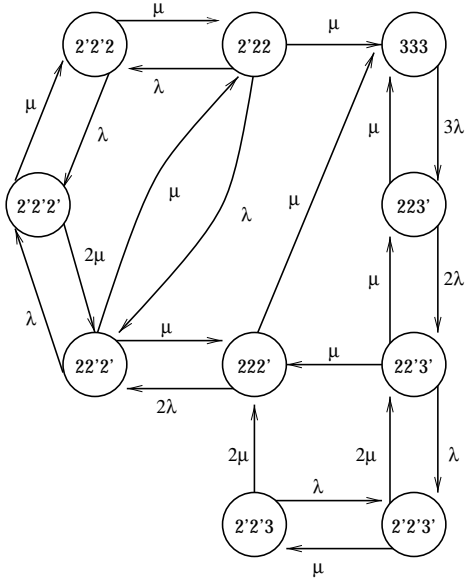 μ
μ
2'2'2
2'22
333
λ
μ
λ
μ
3λ
μ
2'2'2'
223'
λ
μ
2μ
2λ
μ
λ
μ
μ
22'2'
222'
22'3'
2λ
2μ
2μ
λ
λ
2'2'3
2'2'3'
μ